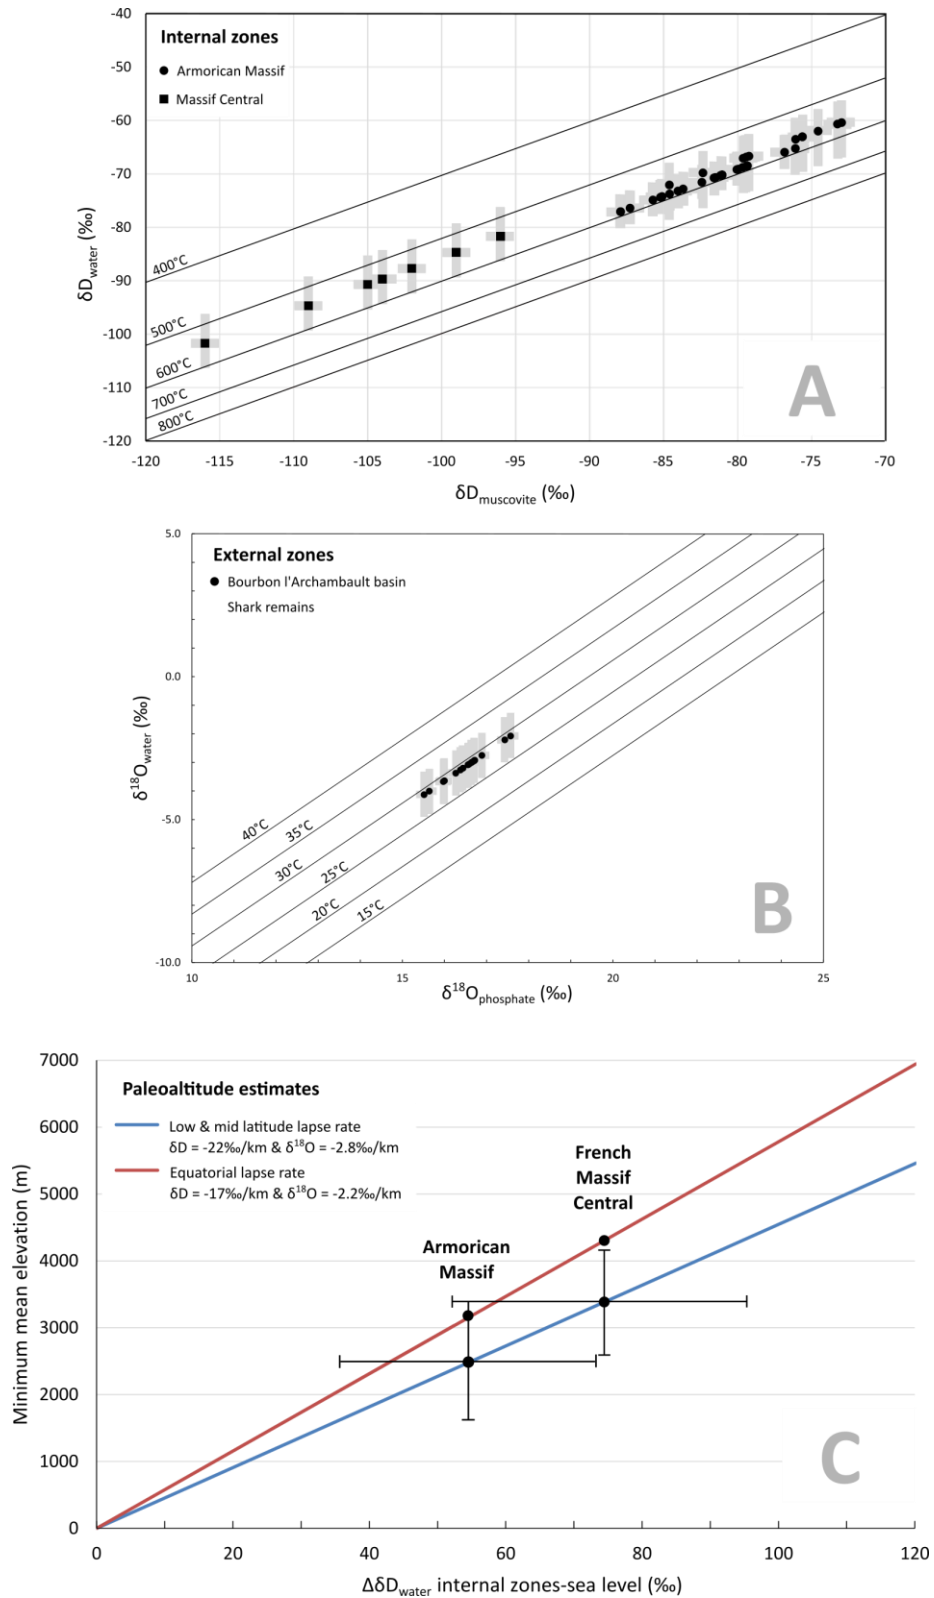 -40
-50
-60
-70
-80
-90
-100
-110
-120
δD_water (‰)
Internal zones
Armorican Massif
Massif Central
400°C
500°C
600°C
700°C
800°C
A
-120 -115 -110 -105 -100 -95 -90 -85 -80 -75 -70
δD_muscovite (‰)
5.0
0.0
-5.0
-10.0
δ¹⁸O_water (‰)
External zones
Bourbon l'Archambault basin
Shark remains
40°C
35°C
30°C
25°C
20°C
15°C
B
10 15 20 25
δ¹⁸O_phosphate (‰)
7000
6000
5000
4000
3000
2000
1000
0
Minimum mean elevation (m)
Paleoaltitude estimates
Low & mid latitude lapse rate
δD = -22‰/km & δ¹⁸O = -2.8‰/km
Equatorial lapse rate
δD = -17‰/km & δ¹⁸O = -2.2‰/km
French
Massif
Central
Armorican
Massif
C
0 20 40 60 80 100 120
ΔδD_water internal zones-sea level (‰)